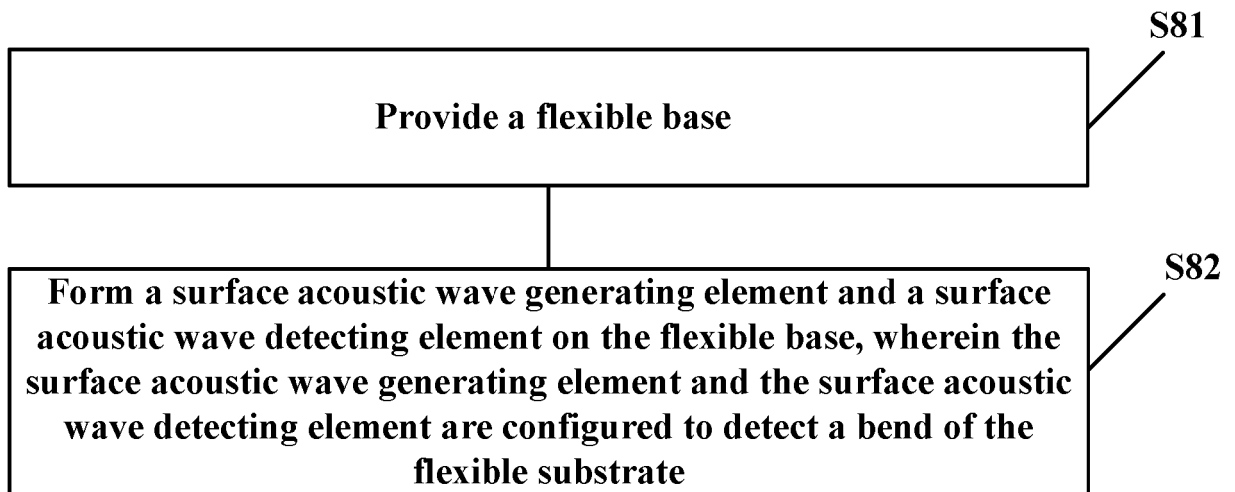 S81
Provide a flexible base
S82
Form a surface acoustic wave generating element and a surface
acoustic wave detecting element on the flexible base, wherein the
surface acoustic wave generating element and the surface acoustic
wave detecting element are configured to detect a bend of the
flexible substrate